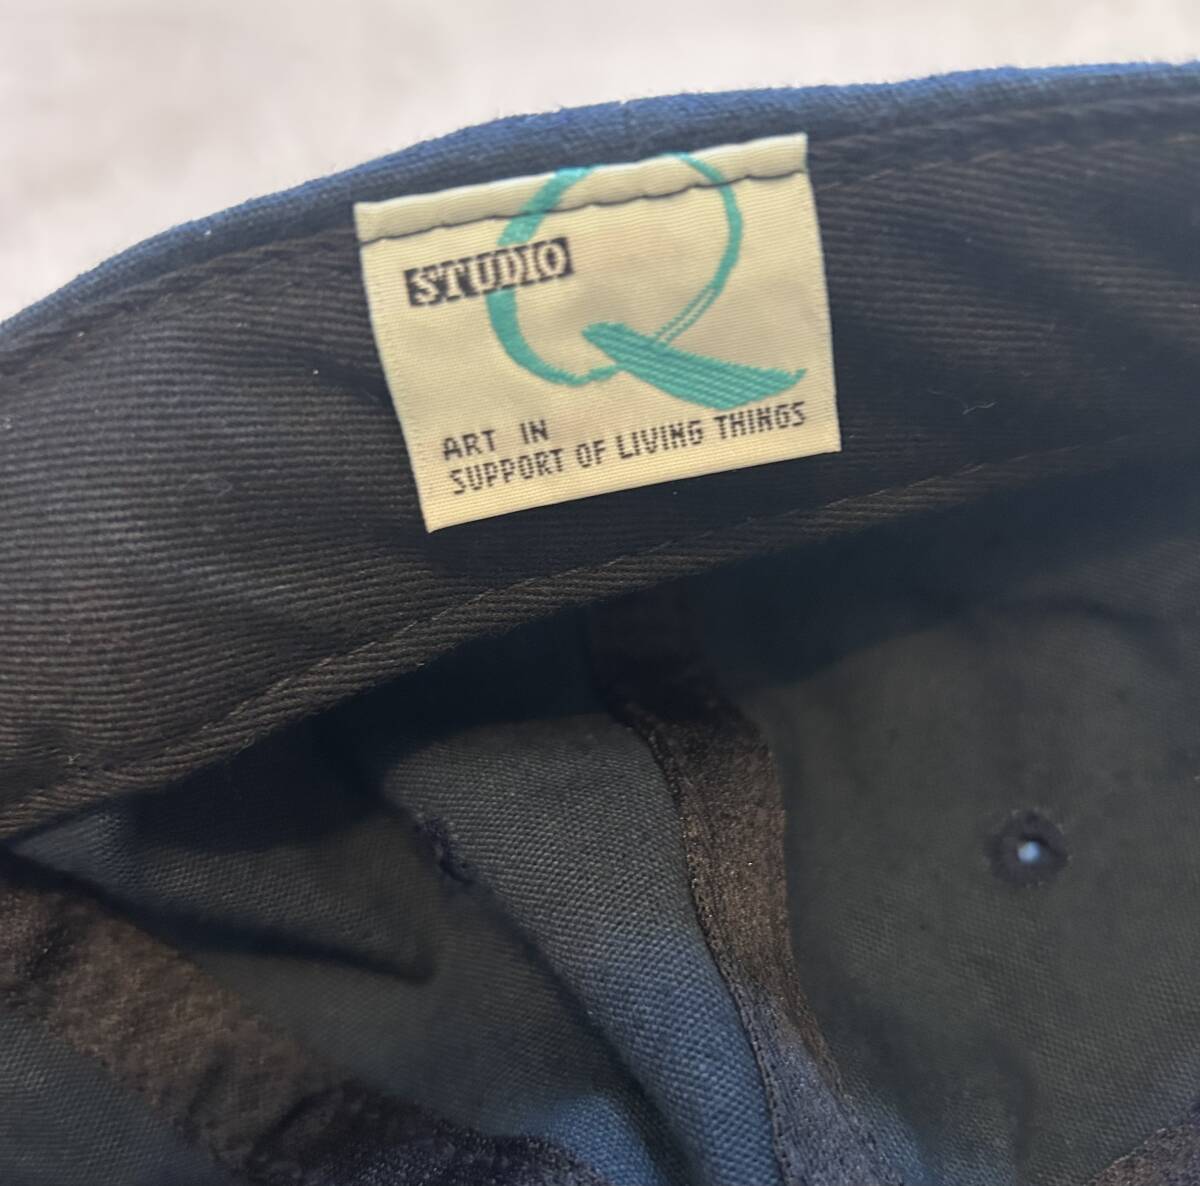 STUDIO Q
ART IN
SUPPORT OF LIVING THINGS